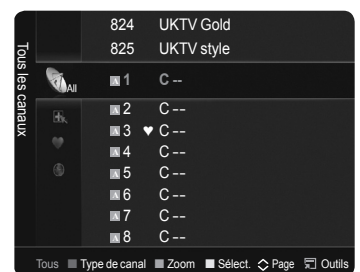 824 UKTV Gold
825 UKTV style
Tous les canaux
All
A 1 C --
A 2 C --
A 3 ♥ C --
A 4 C --
A 5 C --
A 6 C --
A 7 C --
A 8 C --
Tous Type de canal Zoom Sélect. Page Outils